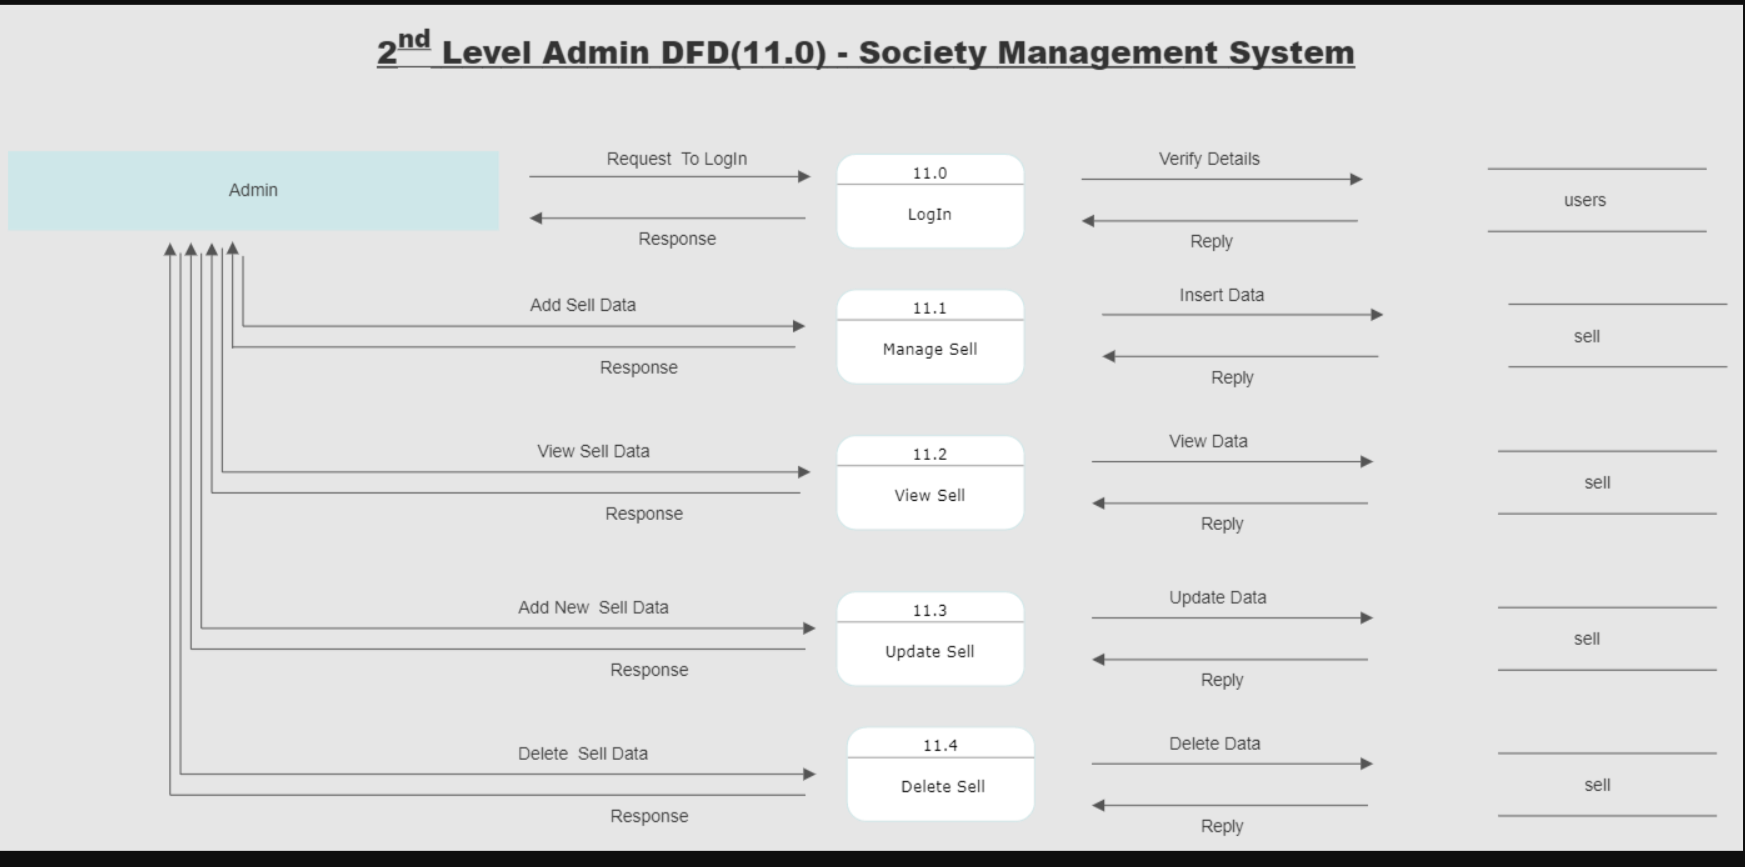 2nd Level Admin DFD(11.0) - Society Management System
Admin
Request To LogIn
Response
11.0
LogIn
Verify Details
Reply
users
Add Sell Data
Response
11.1
Manage Sell
Insert Data
Reply
sell
View Sell Data
Response
11.2
View Sell
View Data
Reply
sell
Add New Sell Data
Response
11.3
Update Sell
Update Data
Reply
sell
Delete Sell Data
Response
11.4
Delete Sell
Delete Data
Reply
sell